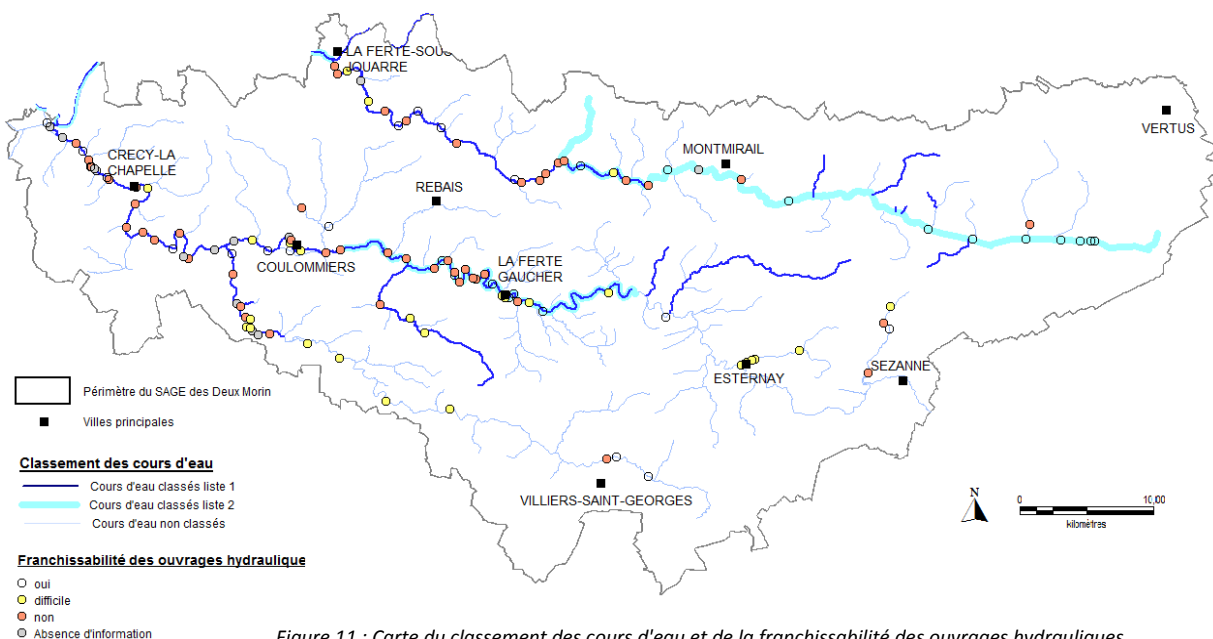 LA FERTE-SOUS
JOUARRE
VERTUS
CRECY-LA
CHAPELLE
MONTMIRAIL
REBAIS
COULOMMIERS
LA FERTE
GAUCHER
ESTERNAY
SEZANNE
VILLIERS-SAINT-GEORGES
Périmètre du SAGE des Deux Morin
Villes principales
Classement des cours d'eau
Cours d'eau classés liste 1
Cours d'eau classés liste 2
Cours d'eau non classés
Franchissabilité des ouvrages hydraulique
oui
difficile
non
Absence d'information
N
0 10,00
kilomètres
Figure 11 : Carte du classement des cours d'eau et de la franchissabilité des ouvrages hydrauliques